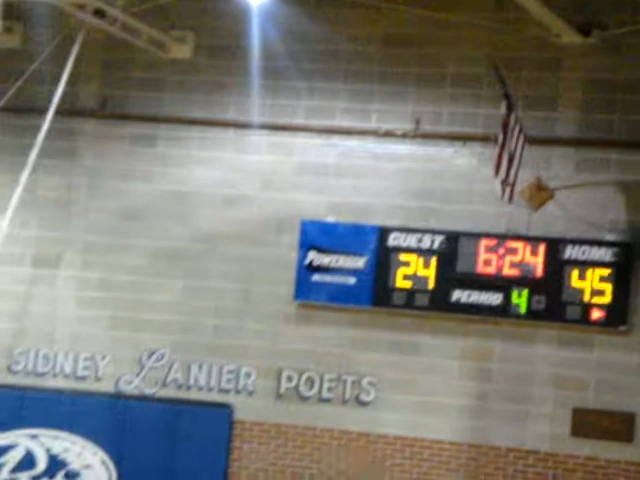 POWERADE
GUEST 6:24 HOME
24 45
PERIOD 4
SIDNEY LANIER POETS